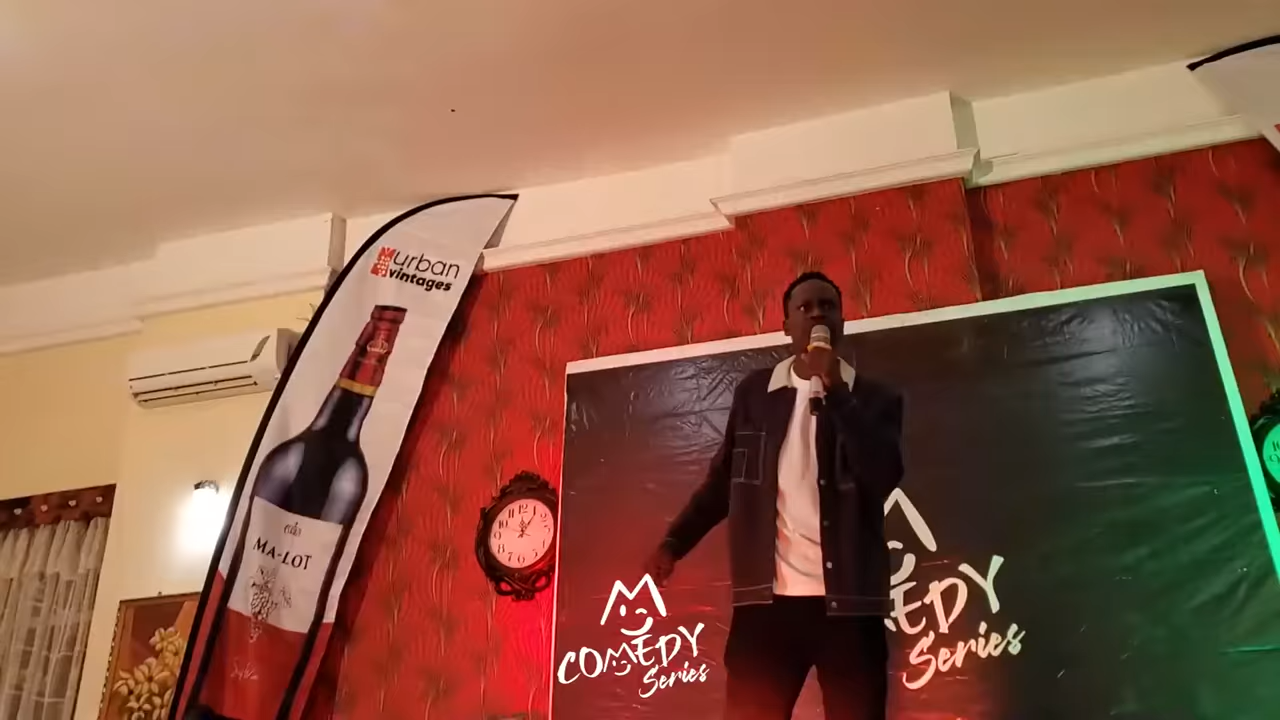 urban
vintages
MA-LOT
COMEDY
Series
EDY
Series